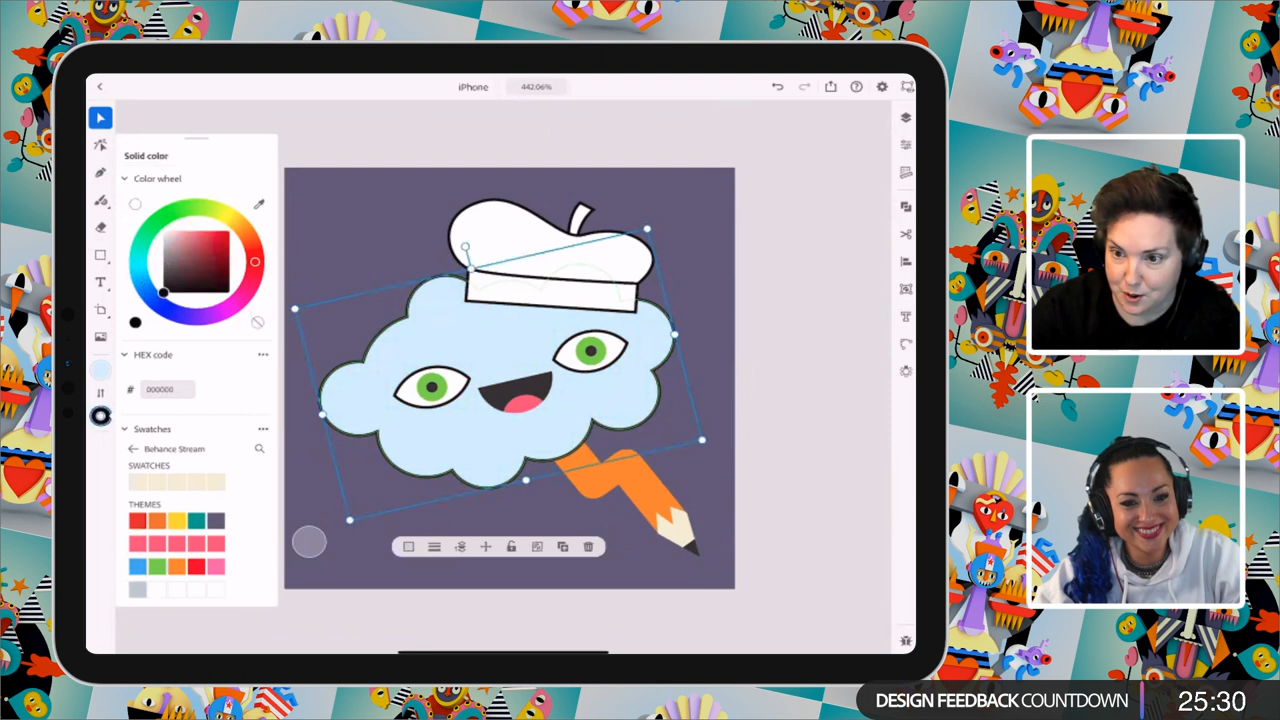 iPhone
442.06%
Solid color
Color wheel
HEX code
# 000000
Swatches
Behance Stream
SWATCHES
THEMES
DESIGN FEEDBACK COUNTDOWN
25:30